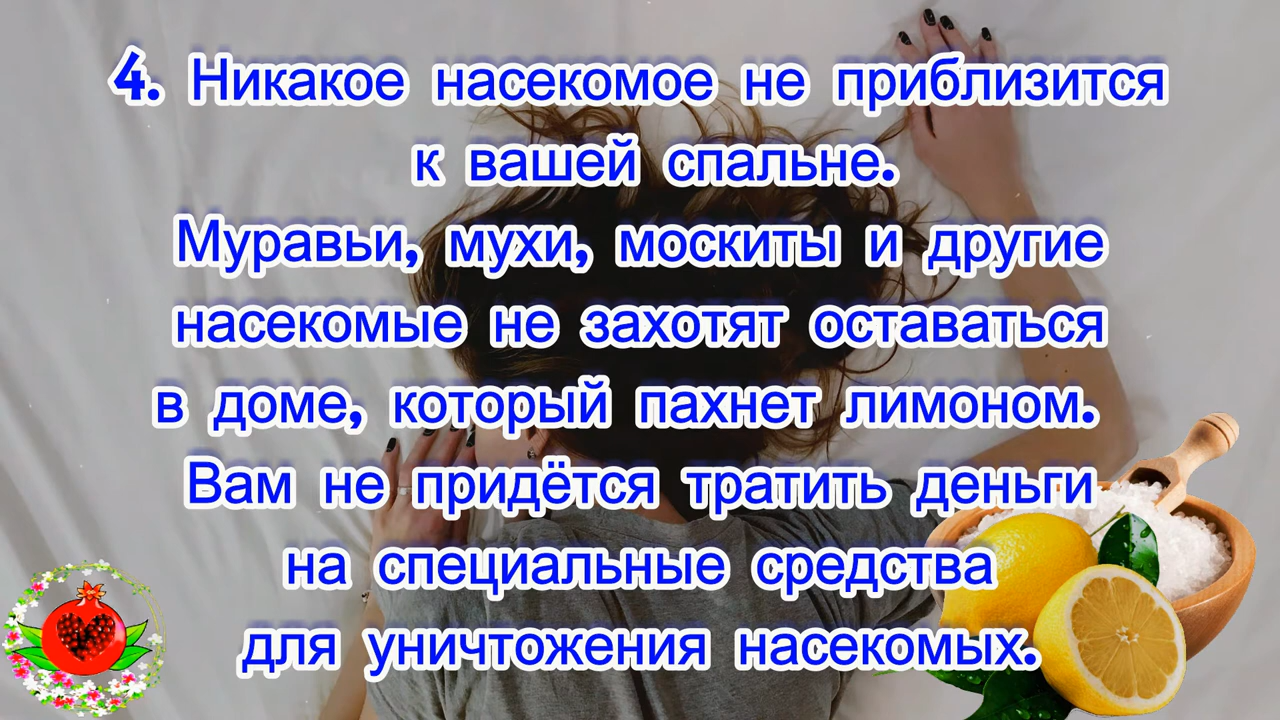 4. Никакое насекомое не приблизится
к вашей спальне.
Муравьи, мухи, москиты и другие
насекомые не захотят оставаться
в доме, который пахнет лимоном.
Вам не придётся тратить деньги
на специальные средства
для уничтожения насекомых.